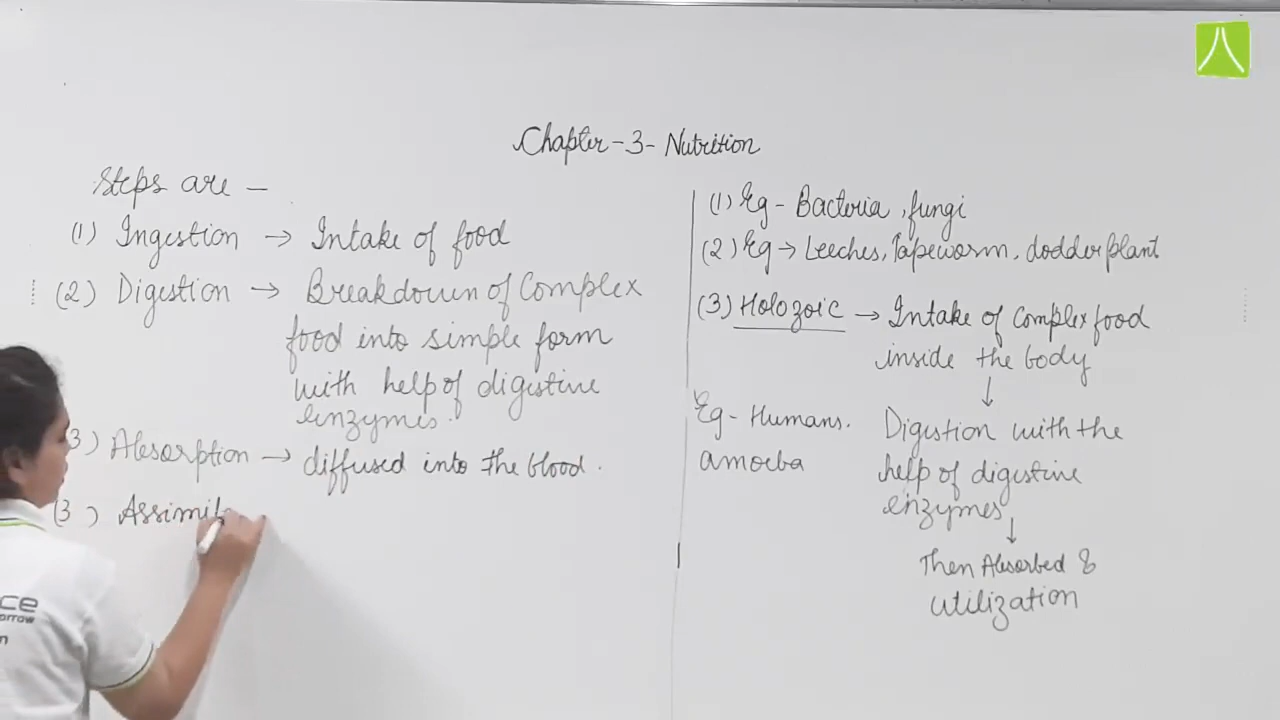 Chapter-3- Nutrition
Steps are -
(1) Ingestion → Intake of food
(2) Digestion → Breakdown of Complex
food into simple form
with help of digestive
enzymes.
3) Absorption → diffused into the blood.
(3) Assimil
(1) Eg - Bacteria, fungi
(2) Eg → Leeches, Tapeworm, dodder plant
(3) Holozoic → Intake of complex food
inside the body
↓
Eg - Humans.
amoeba
Digestion with the
help of digestive
enzymes
↓
Then Absorbed &
utilization
ce
orrow
n